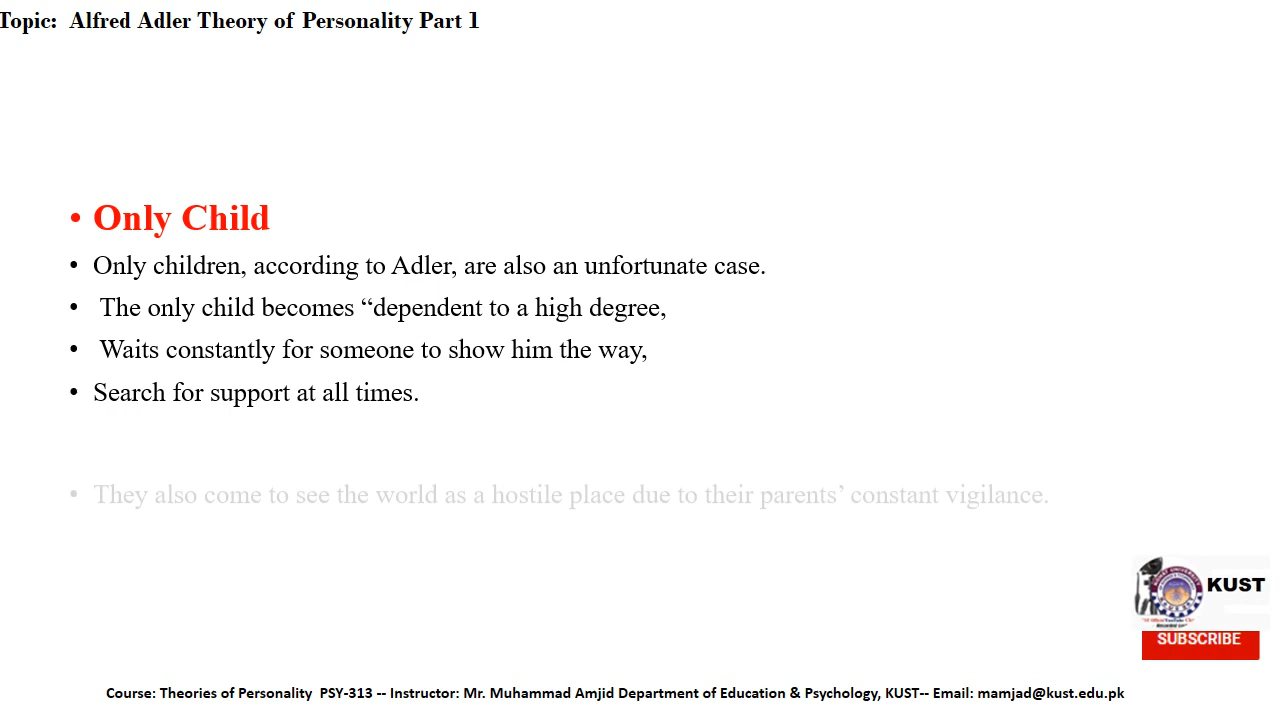 Topic: Alfred Adler Theory of Personality Part 1
• Only Child
• Only children, according to Adler, are also an unfortunate case.
• The only child becomes “dependent to a high degree,
• Waits constantly for someone to show him the way,
• Search for support at all times.
• They also come to see the world as a hostile place due to their parents’ constant vigilance.
KUST
SUBSCRIBE
Course: Theories of Personality PSY-313 -- Instructor: Mr. Muhammad Amjid Department of Education & Psychology, KUST-- Email: mamjad@kust.edu.pk